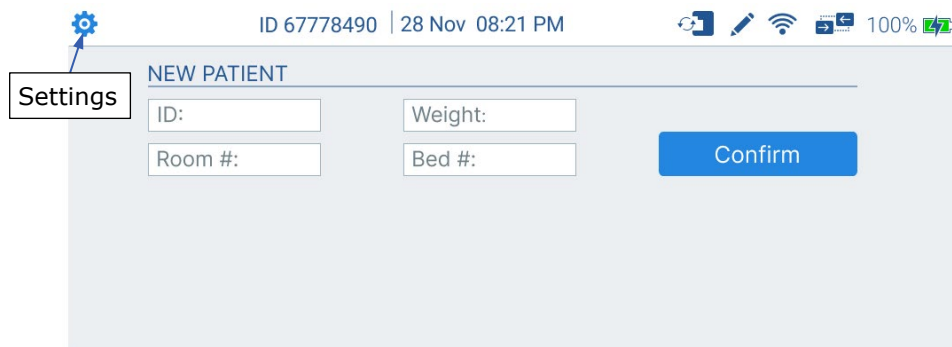 ID 67778490 28 Nov 08:21 PM 100%
NEW PATIENT
Settings
ID: Weight:
Room #: Bed #: Confirm